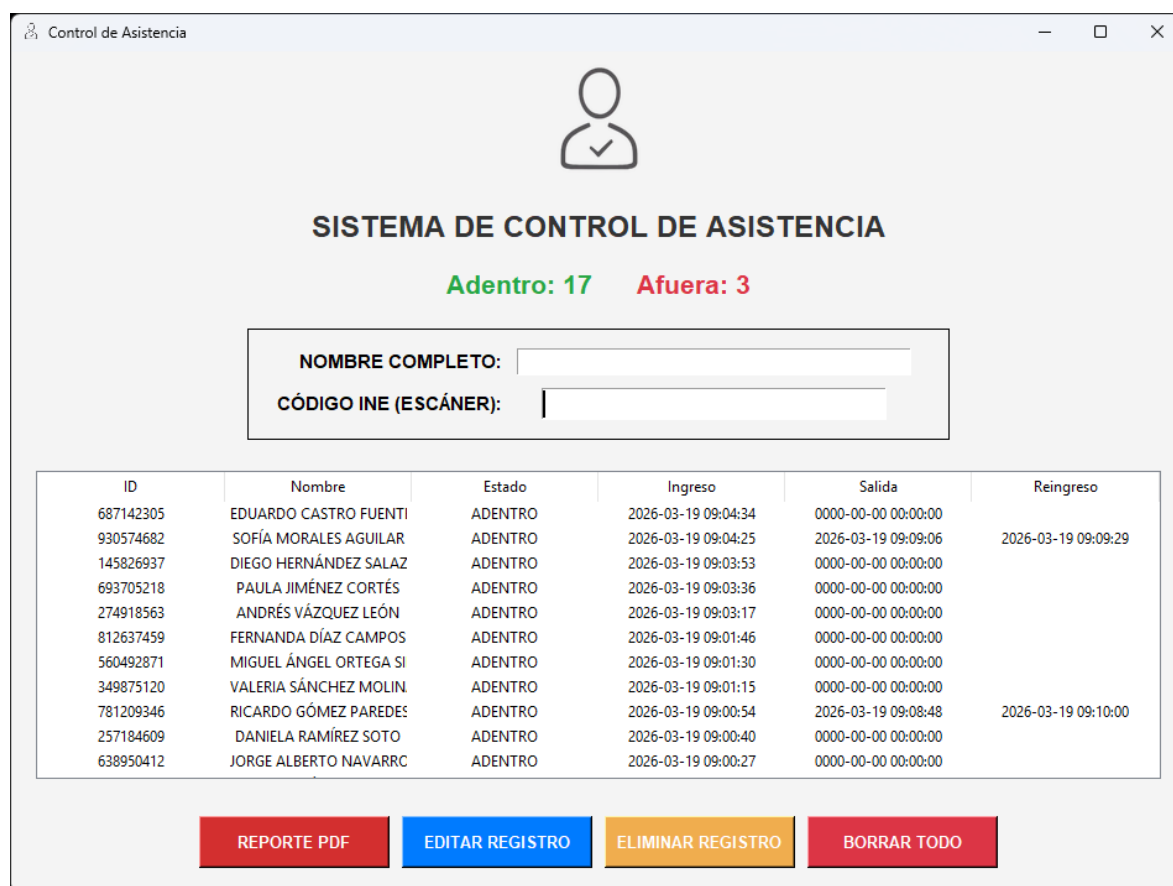 Control de Asistencia
SISTEMA DE CONTROL DE ASISTENCIA
Adentro: 17 Afuera: 3
NOMBRE COMPLETO:
CÓDIGO INE (ESCÁNER):
ID Nombre Estado Ingreso Salida Reingreso
687142305 EDUARDO CASTRO FUENTI ADENTRO 2026-03-19 09:04:34 0000-00-00 00:00:00
930574682 SOFÍA MORALES AGUILAR ADENTRO 2026-03-19 09:04:25 2026-03-19 09:09:06 2026-03-19 09:09:29
145826937 DIEGO HERNÁNDEZ SALAZ ADENTRO 2026-03-19 09:03:53 0000-00-00 00:00:00
693705218 PAULA JIMÉNEZ CORTÉS ADENTRO 2026-03-19 09:03:36 0000-00-00 00:00:00
274918563 ANDRÉS VÁZQUEZ LEÓN ADENTRO 2026-03-19 09:03:17 0000-00-00 00:00:00
812637459 FERNANDA DÍAZ CAMPOS ADENTRO 2026-03-19 09:01:46 0000-00-00 00:00:00
560492871 MIGUEL ÁNGEL ORTEGA SI ADENTRO 2026-03-19 09:01:30 0000-00-00 00:00:00
349875120 VALERIA SÁNCHEZ MOLIN ADENTRO 2026-03-19 09:01:15 0000-00-00 00:00:00
781209346 RICARDO GÓMEZ PAREDES ADENTRO 2026-03-19 09:00:54 2026-03-19 09:08:48 2026-03-19 09:10:00
257184609 DANIELA RAMÍREZ SOTO ADENTRO 2026-03-19 09:00:40 0000-00-00 00:00:00
638950412 JORGE ALBERTO NAVARRO ADENTRO 2026-03-19 09:00:27 0000-00-00 00:00:00
REPORTE PDF EDITAR REGISTRO ELIMINAR REGISTRO BORRAR TODO